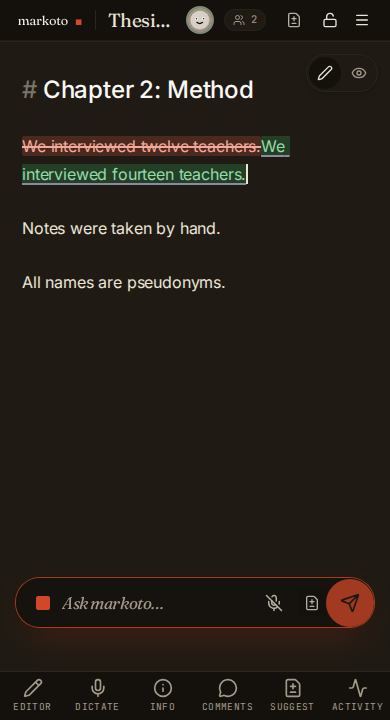 markoto
Thesi...
2
# Chapter 2: Method
We interviewed twelve teachers.We
interviewed fourteen teachers.
Notes were taken by hand.
All names are pseudonyms.
Ask markoto...
EDITOR DICTATE INFO COMMENTS SUGGEST ACTIVITY